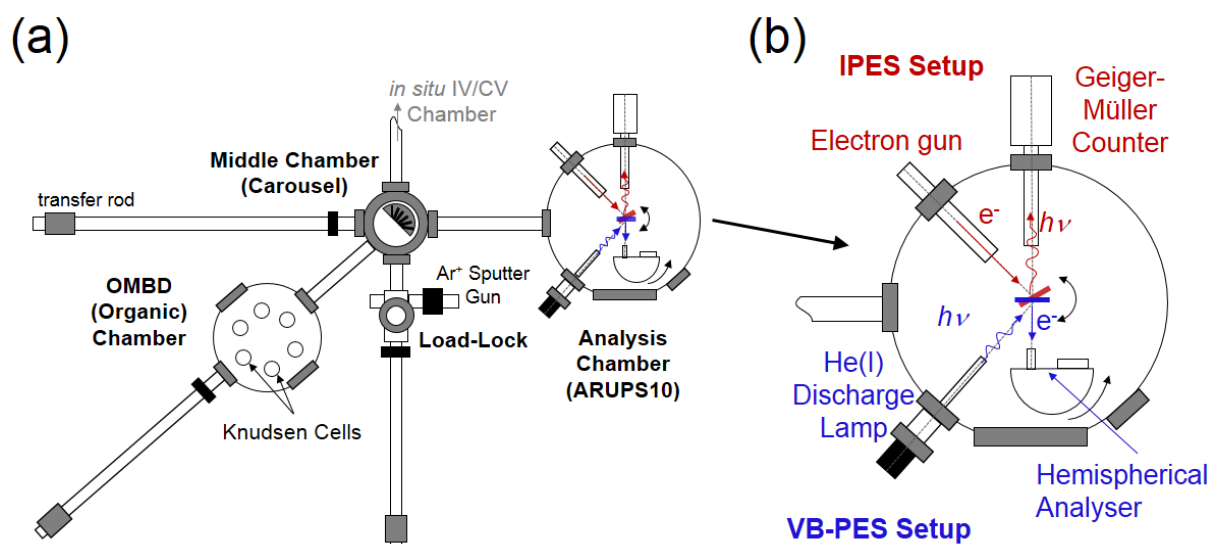 (a)
in situ IV/CV
Chamber
Middle Chamber
(Carousel)
transfer rod
OMBD
(Organic)
Chamber
Ar⁺ Sputter
Gun
Load-Lock
Knudsen Cells
Analysis
Chamber
(ARUPS10)
(b)
IPES Setup
Geiger-
Müller
Counter
Electron gun
e⁻
hν
hν
e⁻
He(I)
Discharge
Lamp
Hemispherical
Analyser
VB-PES Setup